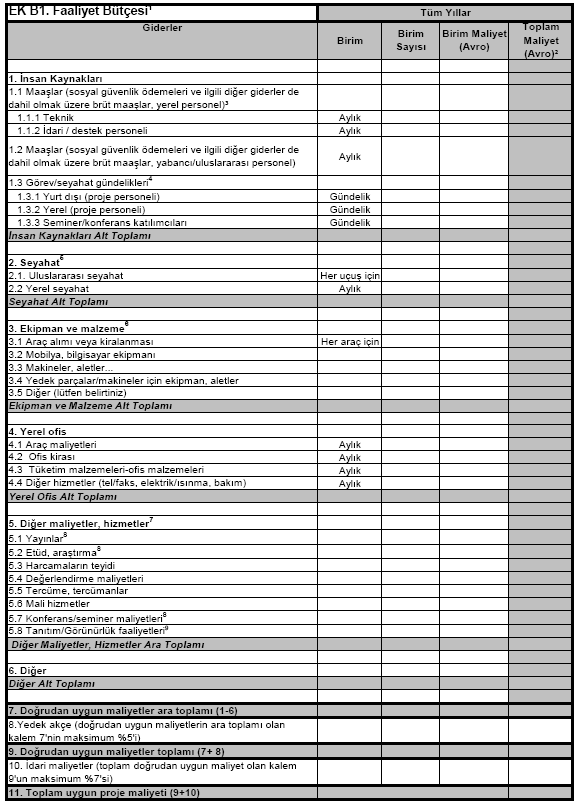 EK B1. Faaliyet Bütçesi¹
Tüm Yıllar
Giderler
Birim
Birim Sayısı
Birim Maliyet (Avro)
Toplam Maliyet (Avro)²
1. İnsan Kaynakları
1.1 Maaşlar (sosyal güvenlik ödemeleri ve ilgili diğer giderler de
dahil olmak üzere brüt maaşlar, yerel personel)³
1.1.1 Teknik
Aylık
1.1.2 İdari / destek personeli
Aylık
1.2 Maaşlar (sosyal güvenlik ödemeleri ve ilgili diğer giderler de
dahil olmak üzere brüt maaşlar, yabancı/uluslararası personel)
Aylık
1.3 Görev/seyahat gündelikleri⁴
1.3.1 Yurt dışı (proje personeli)
Gündelik
1.3.2 Yerel (proje personeli)
Gündelik
1.3.3 Seminer/konferans katılımcıları
Gündelik
İnsan Kaynakları Alt Toplamı
2. Seyahat⁵
2.1. Uluslararası seyahat
Her uçuş için
2.2 Yerel seyahat
Aylık
Seyahat Alt Toplamı
3. Ekipman ve malzeme⁶
3.1 Araç alımı veya kiralanması
Her araç için
3.2 Mobilya, bilgisayar ekipmanı
3.3 Makineler, aletler...
3.4 Yedek parçalar/makineler için ekipman, aletler
3.5 Diğer (lütfen belirtiniz)
Ekipman ve Malzeme Alt Toplamı
4. Yerel ofis
4.1 Araç maliyetleri
Aylık
4.2 Ofis kirası
Aylık
4.3 Tüketim malzemeleri-ofis malzemeleri
Aylık
4.4 Diğer hizmetler (tel/faks, elektrik/ısınma, bakım)
Aylık
Yerel Ofis Alt Toplamı
5. Diğer maliyetler, hizmetler⁷
5.1 Yayınlar⁸
5.2 Etüd, araştırma⁸
5.3 Harcamaların teyidi
5.4 Değerlendirme maliyetleri
5.5 Tercüme, tercümanlar
5.6 Mali hizmetler
5.7 Konferans/seminer maliyetleri⁸
5.8 Tanıtım/Görünürlük faaliyetleri⁹
Diğer Maliyetler, Hizmetler Ara Toplamı
6. Diğer
Diğer Alt Toplamı
7. Doğrudan uygun maliyetler ara toplamı (1-6)
8.Yedek akçe (doğrudan uygun maliyetlerin ara toplamı olan
kalem 7'nin maksimum %5'i)
9. Doğrudan uygun maliyetler toplamı (7+ 8)
10. İdari maliyetler (toplam doğrudan uygun maliyet olan kalem
9'un maksimum %7'si)
11. Toplam uygun proje maliyeti (9+10)